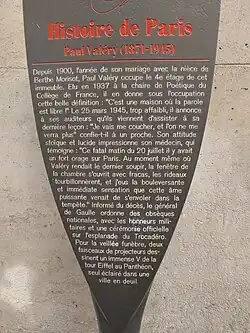 Histoire de Paris
Paul Valéry (1871-1945)
Depuis 1900, l'année de son mariage avec la nièce de
Berthe Morisot, Paul Valéry occupe le 4e étage de cet
immeuble. Elu en 1937 à la chaire de Poétique du
Collège de France, il en donne sous l'occupation
cette belle définition : "C'est une maison où la parole
est libre !" Le 25 mars 1945, trop affaibli, il annonce
à ses auditeurs qu'ils viennent d'assister à sa
dernière leçon : "Je vais me coucher, et l'on ne me
verra plus" confie-t-il à un proche. Son attitude
stoïque et lucide impressionne son médecin, qui
témoigne : "Ce fatal matin du 20 juillet il y avait
un fort orage sur Paris. Au moment même où
Valéry rendait le dernier soupir, la fenêtre de
la chambre s'ouvrit avec fracas, les rideaux
tourbillonnèrent, et j'eus la bouleversante
et immédiate sensation que cette âme
puissante venait de s'envoler dans la
tempête." Informé du décès, le général
de Gaulle ordonne des obsèques
nationales, avec les honneurs mili-
taires et une cérémonie officielle
sur l'esplanade du Trocadéro.
Pour la veillée funèbre, deux
faisceaux de projecteurs des-
sinent un immense V de la
tour Eiffel au Panthéon,
seul éclairé dans une
ville en deuil.